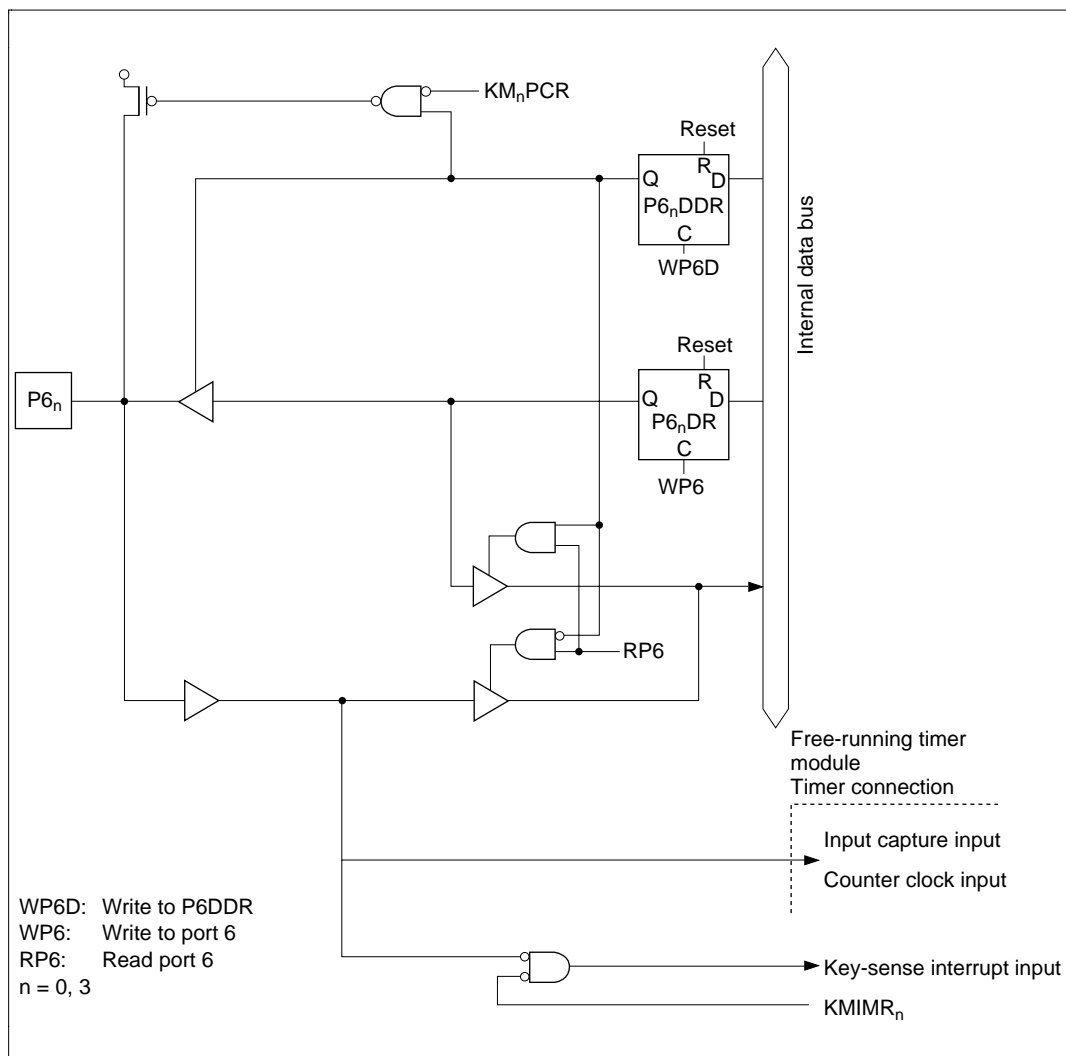 KMnPCR
Reset
R
Q
D
P6nDDR
C
WP6D
Internal data bus
Reset
R
Q
D
P6nDR
C
WP6
P6n
RP6
Free-running timer
module
Timer connection
Input capture input
Counter clock input
WP6D: Write to P6DDR
WP6: Write to port 6
RP6: Read port 6
n = 0, 3
Key-sense interrupt input
KMIMRn